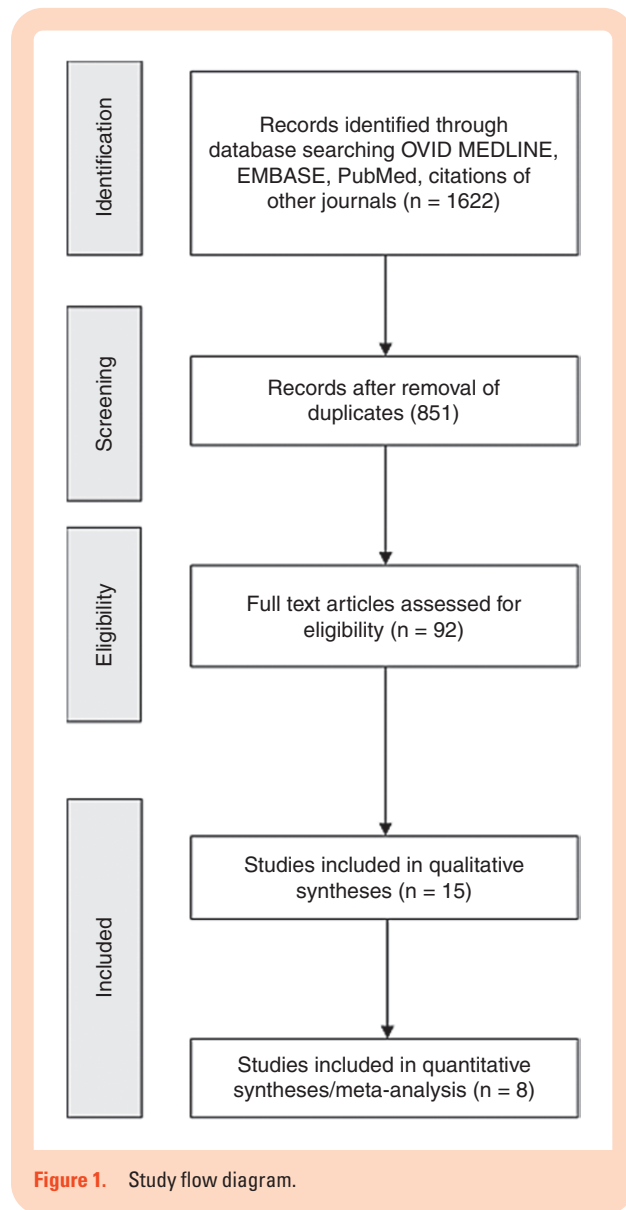 Identification
Records identified through
database searching OVID MEDLINE,
EMBASE, PubMed, citations of
other journals (n = 1622)
Screening
Records after removal of
duplicates (851)
Eligibility
Full text articles assessed for
eligibility (n = 92)
Included
Studies included in qualitative
syntheses (n = 15)
Studies included in quantitative
syntheses/meta-analysis (n = 8)
Figure 1. Study flow diagram.